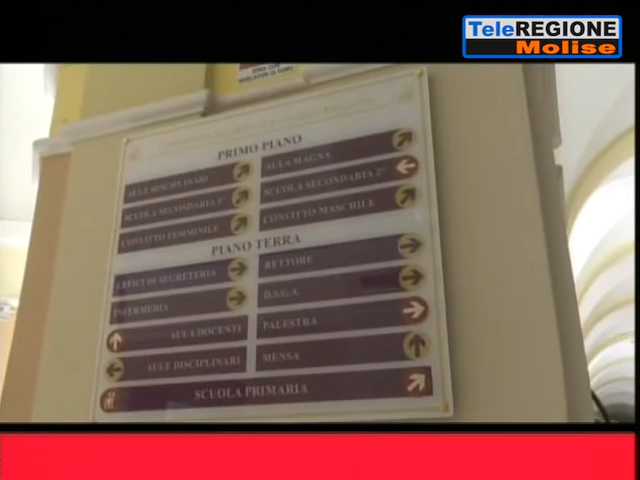 TeleREGIONE
Molise
PRIMO PIANO
AULE DISCIPLINARI
AULA MAGNA
SCUOLA SECONDARIA 1°
SCUOLA SECONDARIA 2°
CONVITTO FEMMINILE
CONVITTO MASCHILE
PIANO TERRA
UFFICI DI SEGRETERIA
RETTORE
INFERMERIA
D.S.G.A.
AULA DOCENTI
PALESTRA
AULE DISCIPLINARI
MENSA
SCUOLA PRIMARIA